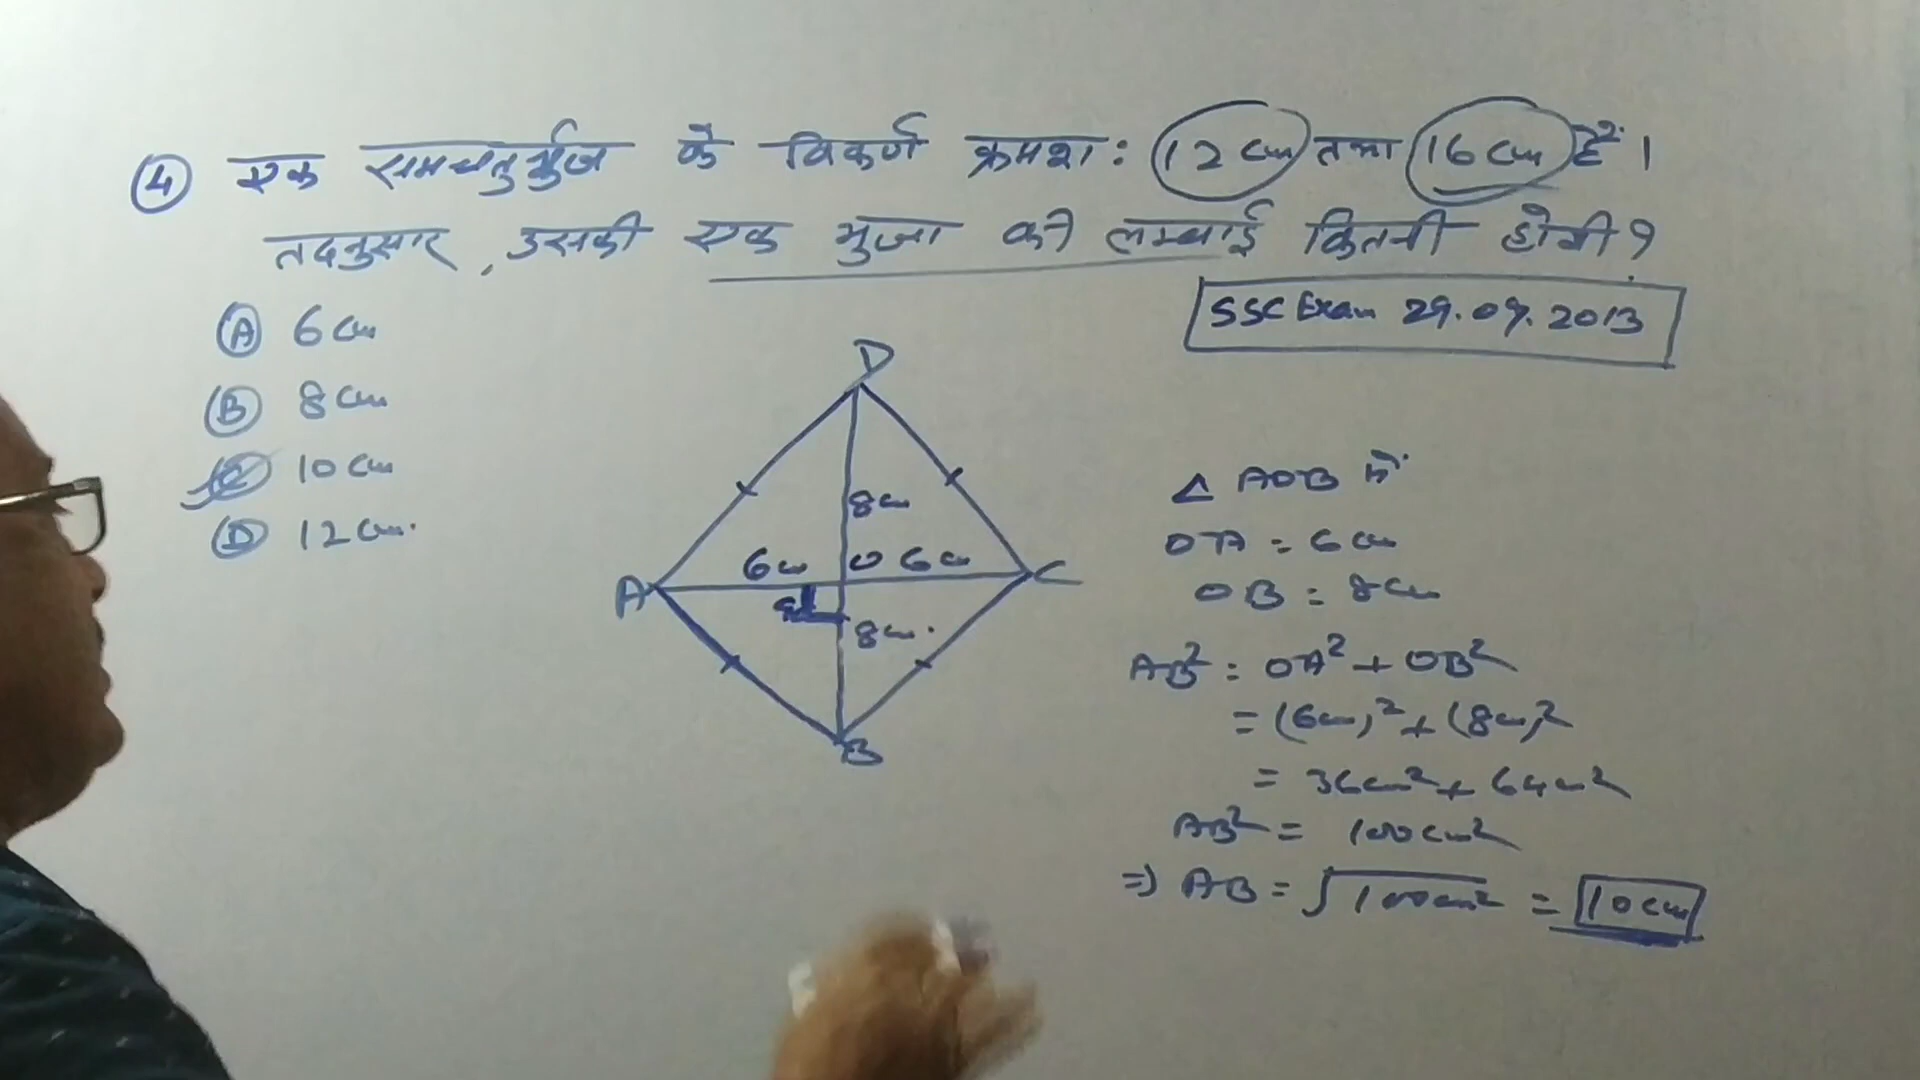 ④ एक समचतुर्भुज के विकर्ण क्रमश: 12 cm तथा 16 cm हैं।
तदनुसार, उसकी एक भुजा की लम्बाई कितनी होगी?
SSC Exam 29.09.2013
Ⓐ 6 cm
Ⓑ 8 cm
Ⓒ 10 cm
Ⓓ 12 cm.
D
8 cm
6 cm O 6 cm
A C
8 cm.
B
△ AOB में
OA = 6 cm
OB = 8 cm
AB² = OA² + OB²
= (6 cm)² + (8 cm)²
= 36 cm² + 64 cm²
AB² = 100 cm²
⇒ AB = √100 cm² = 10 cm